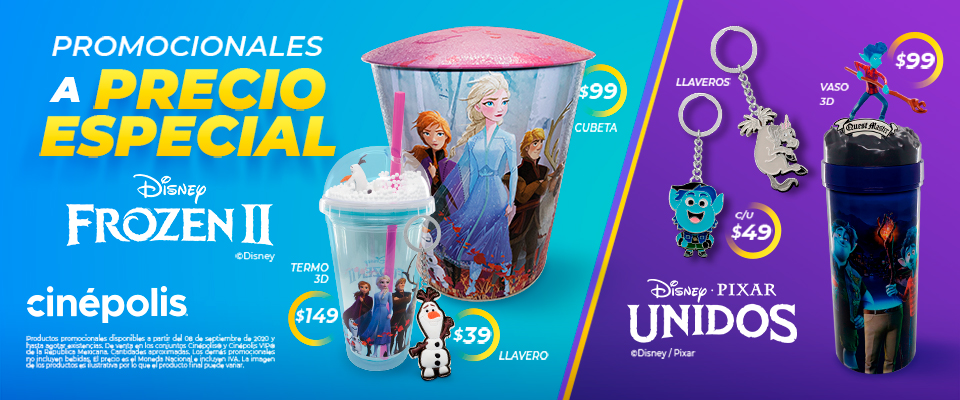 PROMOCIONALES
A PRECIO
ESPECIAL
Disney
FROZEN II
©Disney
cinépolis
Productos promocionales disponibles a partir del 08 de septiembre de 2020 y
hasta agotar existencias. De venta en los conjuntos Cinépolis® y Cinépolis VIP®
de la República Mexicana. Cantidades aproximadas. Los demás promocionales
no incluyen bebidas. El precio es el Moneda Nacional e incluyen IVA. La imagen
de los productos es ilustrativa por lo que el producto final puede variar.
$99
CUBETA
TERMO
3D
$149
$39
LLAVERO
LLAVEROS
C/U
$49
VASO
3D
$99
Quest Master
Disney · PIXAR
UNIDOS
©Disney / Pixar